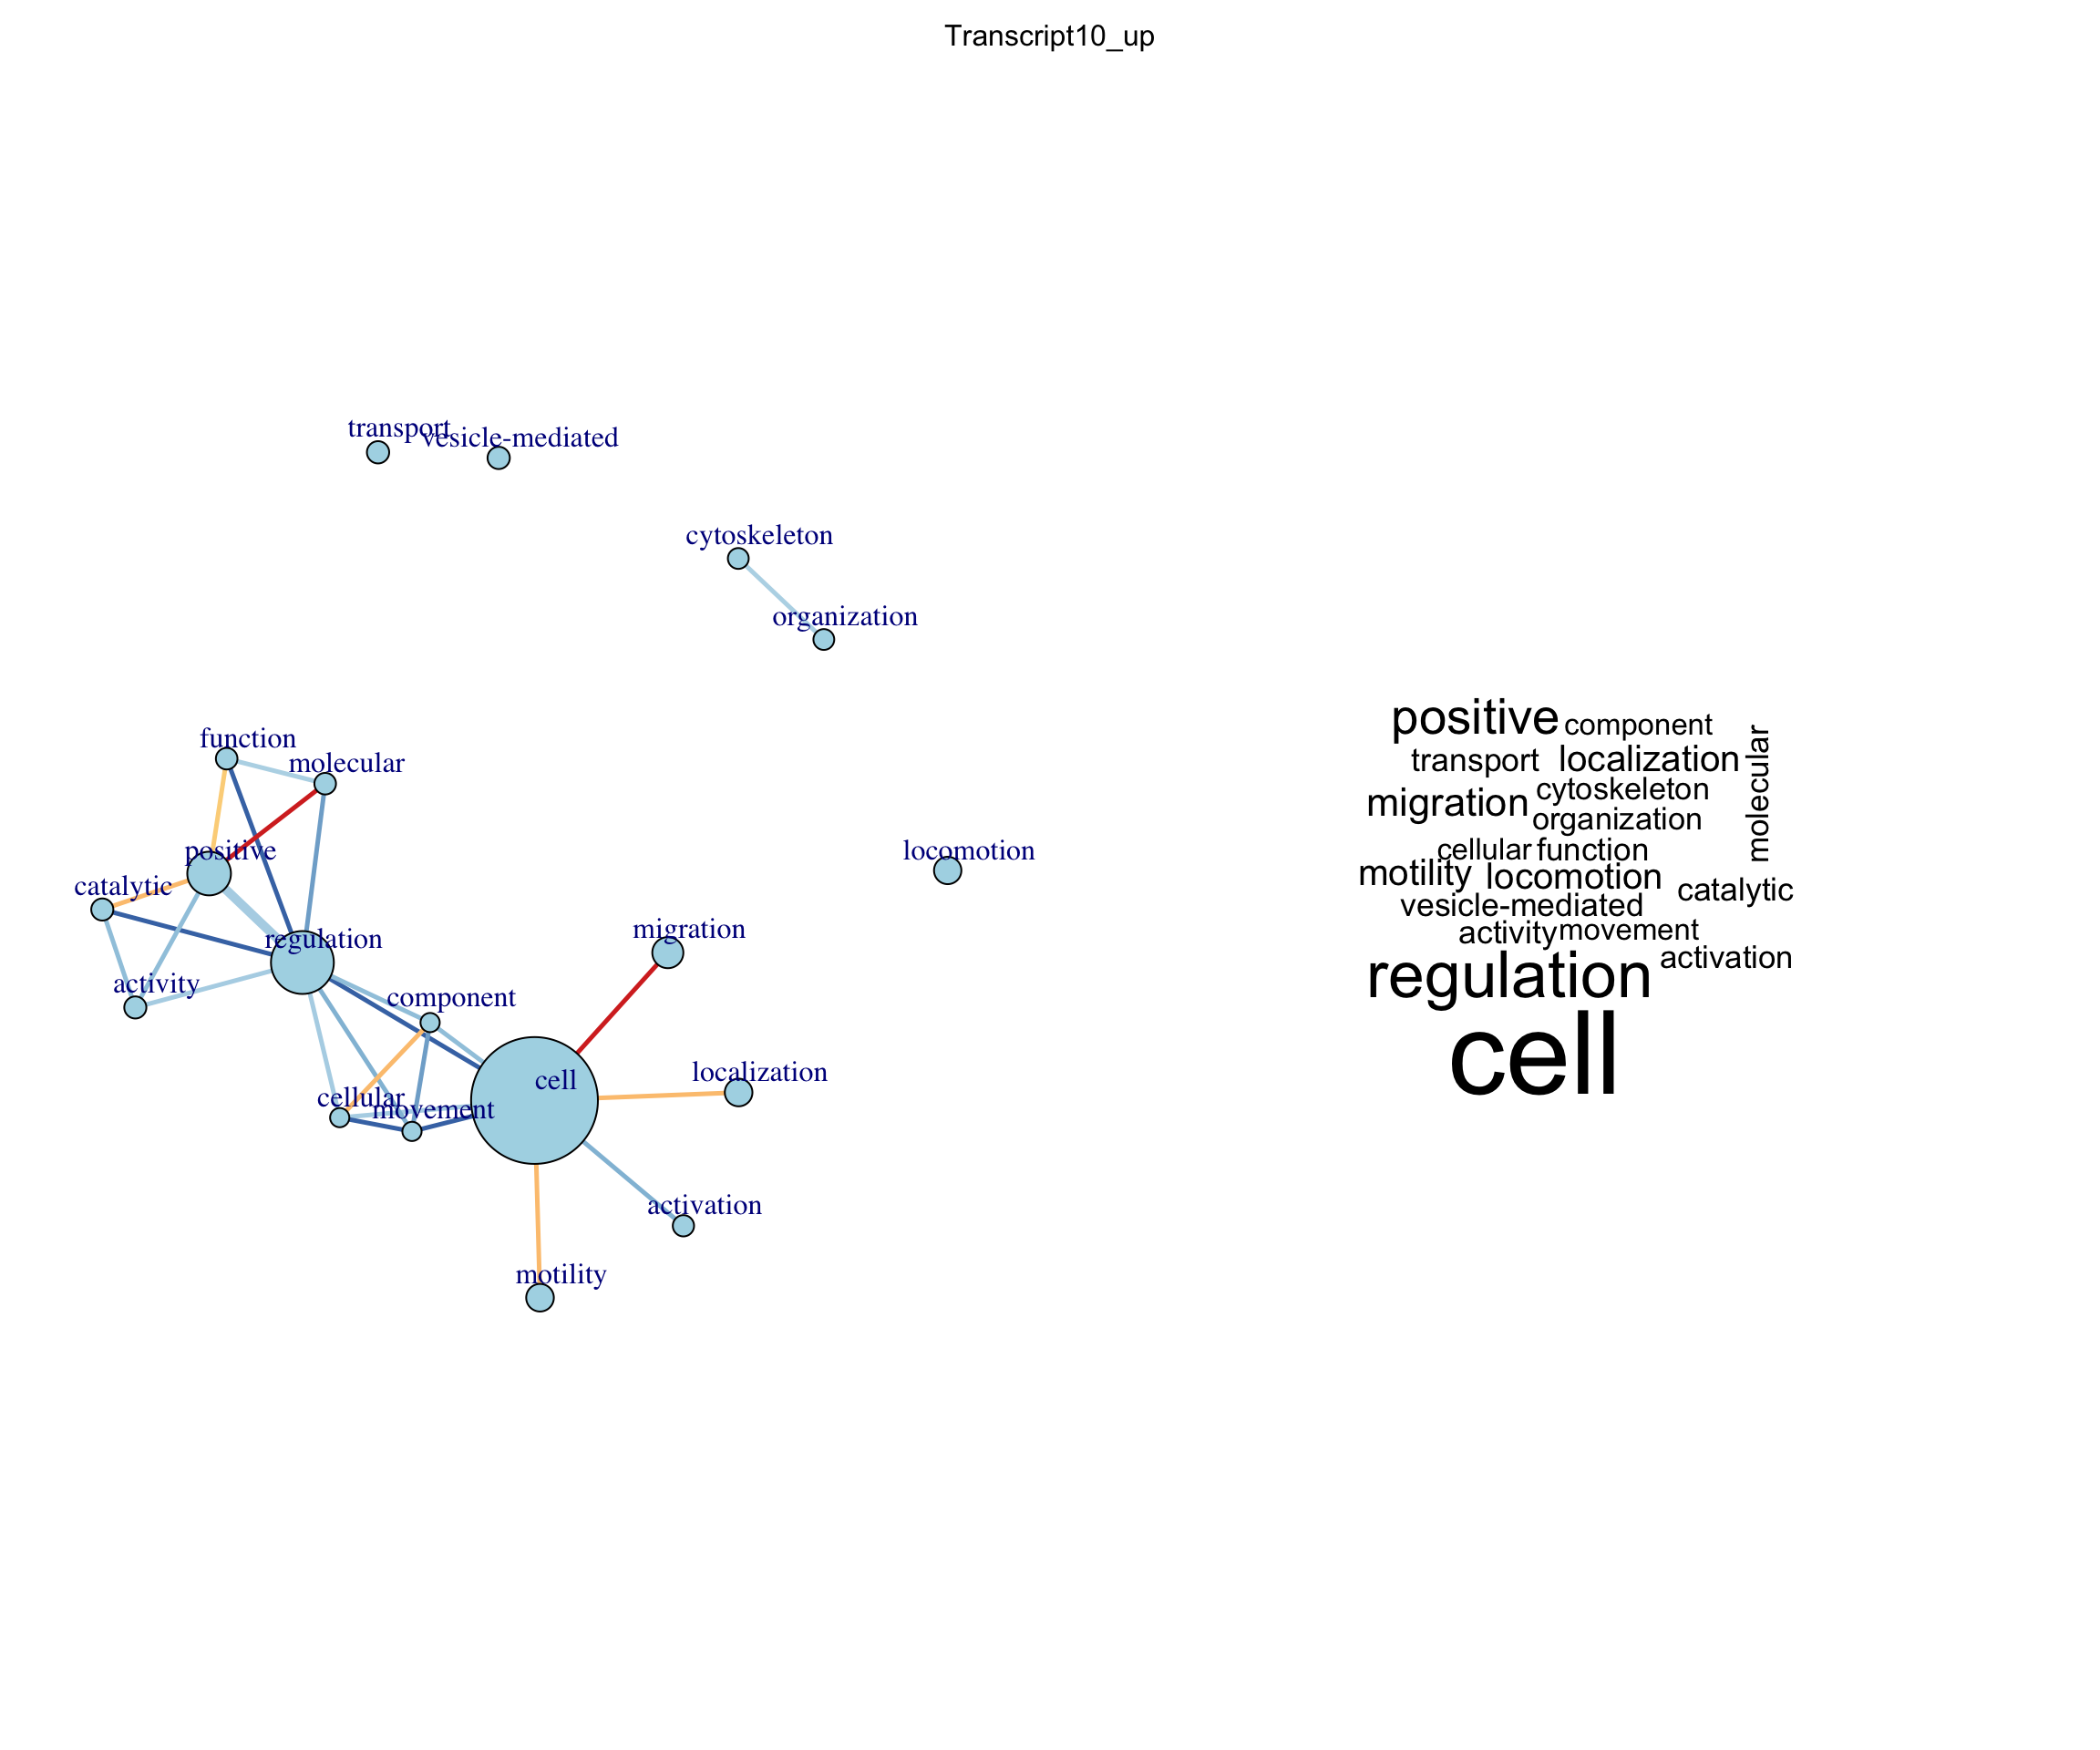 Transcript10_up
transport
vesicle-mediated
cytoskeleton
organization
function
molecular
positive
catalytic
regulation
activity
component
cell
cellular
movement
migration
localization
activation
motility
locomotion
positive component
transport localization
molecular
migration cytoskeleton
organization
cellular function
motility locomotion
catalytic
vesicle-mediated
activity movement
activation
regulation
cell